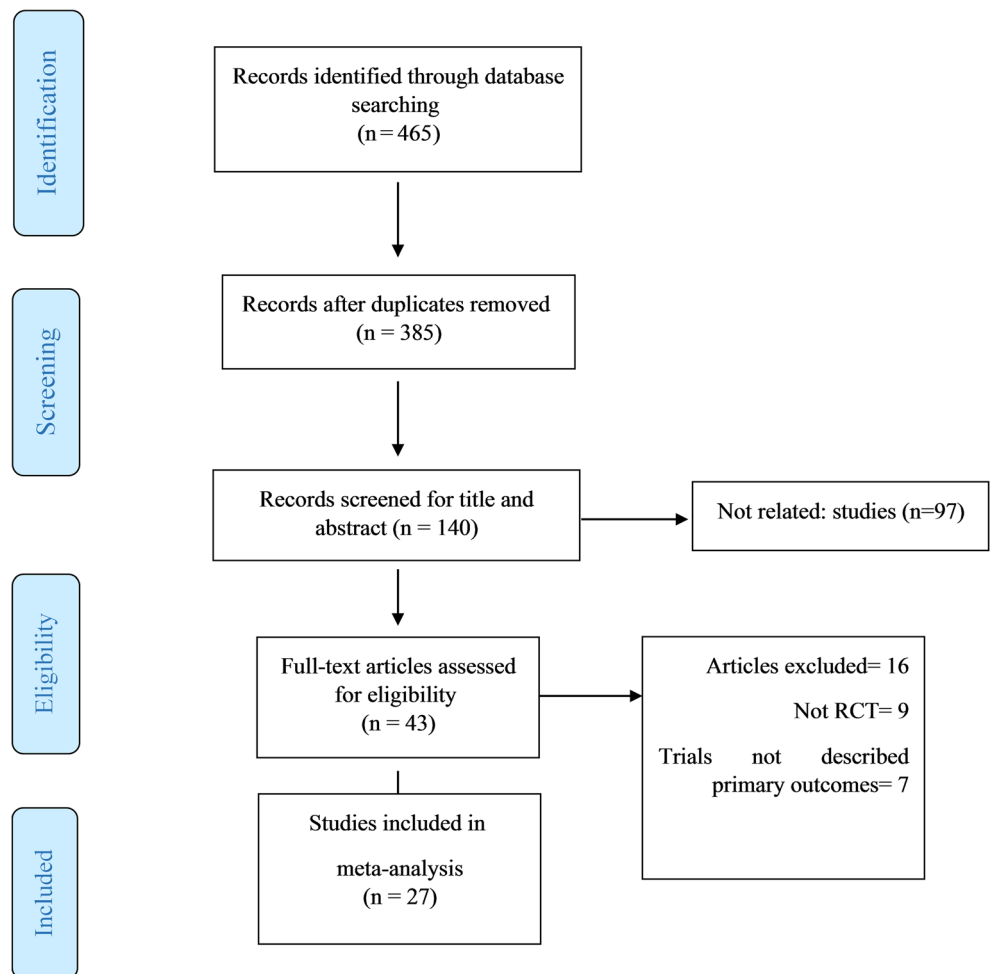 Identification
Records identified through database
searching
(n = 465)
Screening
Records after duplicates removed
(n = 385)
Records screened for title and
abstract (n = 140)
Not related: studies (n=97)
Eligibility
Full-text articles assessed
for eligibility
(n = 43)
Articles excluded= 16
Not RCT= 9
Trials not described
primary outcomes= 7
Included
Studies included in
meta-analysis
(n = 27)